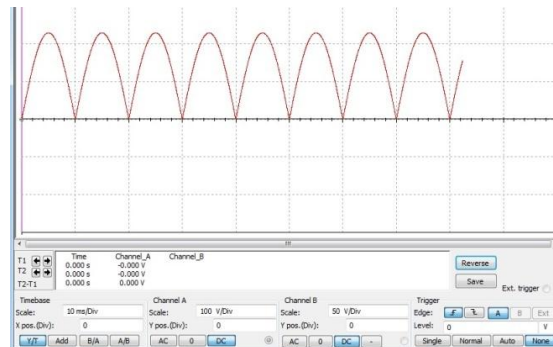 Time Channel_A Channel_B
T1 0.000 s -0.000 V
T2 0.000 s -0.000 V
T2-T1 0.000 s 0.000 V
Reverse
Save
Ext. trigger
Timebase
Scale: 10 ms/Div
X pos.(Div): 0
Y/T Add B/A A/B
Channel A
Scale: 100 V/Div
Y pos.(Div): 0
AC 0 DC
Channel B
Scale: 50 V/Div
Y pos.(Div): 0
AC 0 DC -
Trigger
Edge: A B Ext
Level: 0 V
Single Normal Auto None